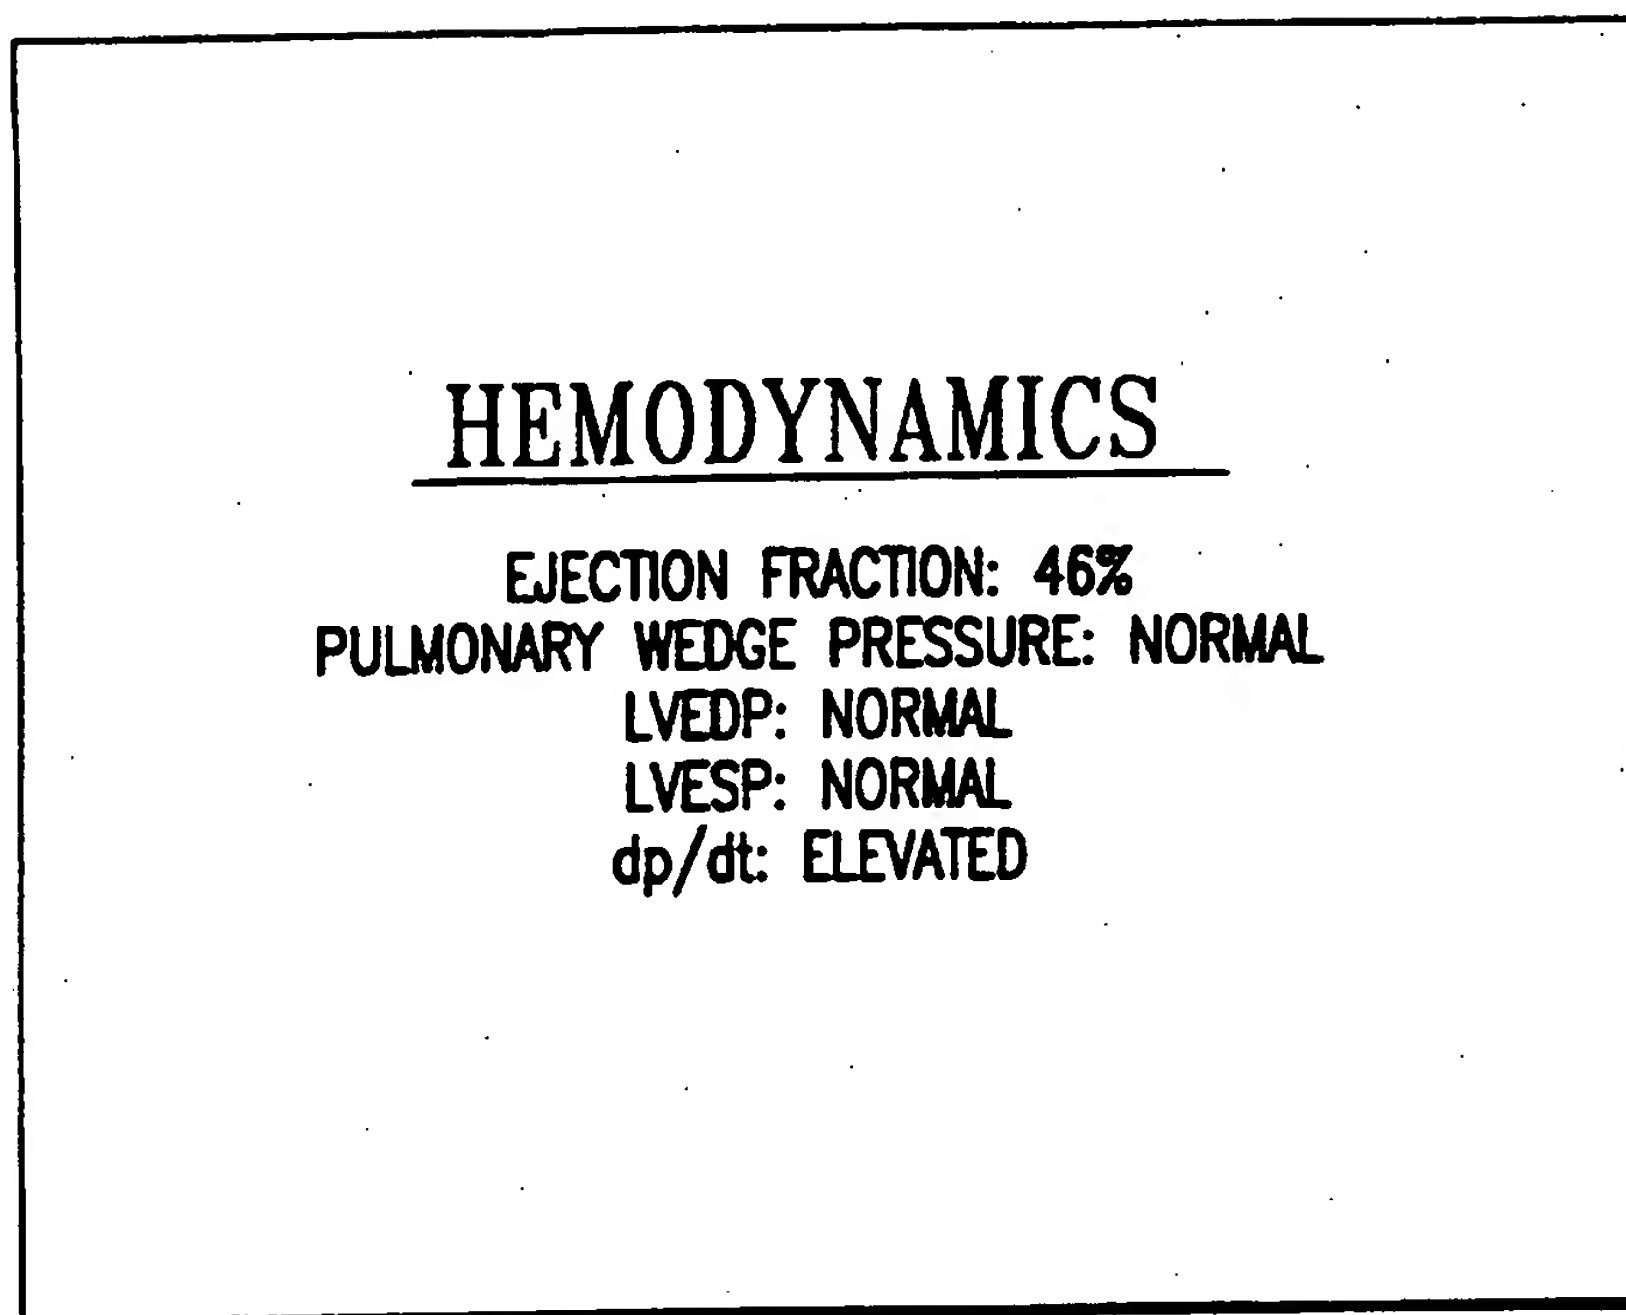 HEMODYNAMICS
EJECTION FRACTION: 46%
PULMONARY WEDGE PRESSURE: NORMAL
LVEDP: NORMAL
LVESP: NORMAL
dp/dt: ELEVATED